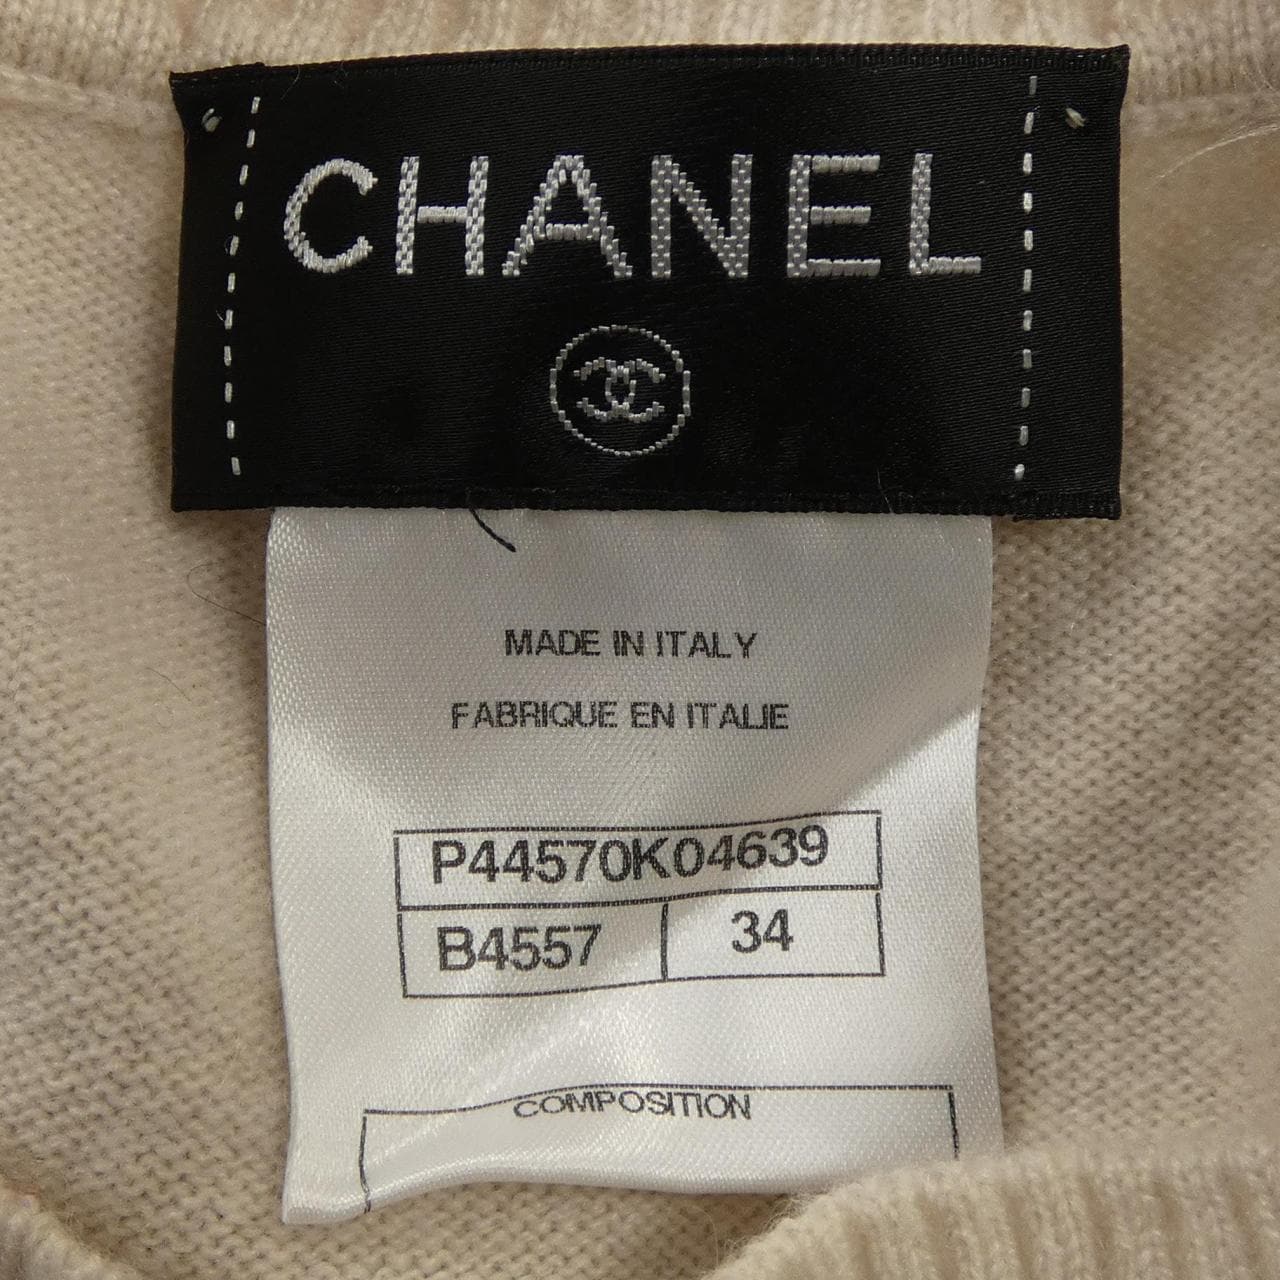 CHANEL
MADE IN ITALY
FABRIQUE EN ITALIE
P44570K04639
B4557 34
COMPOSITION